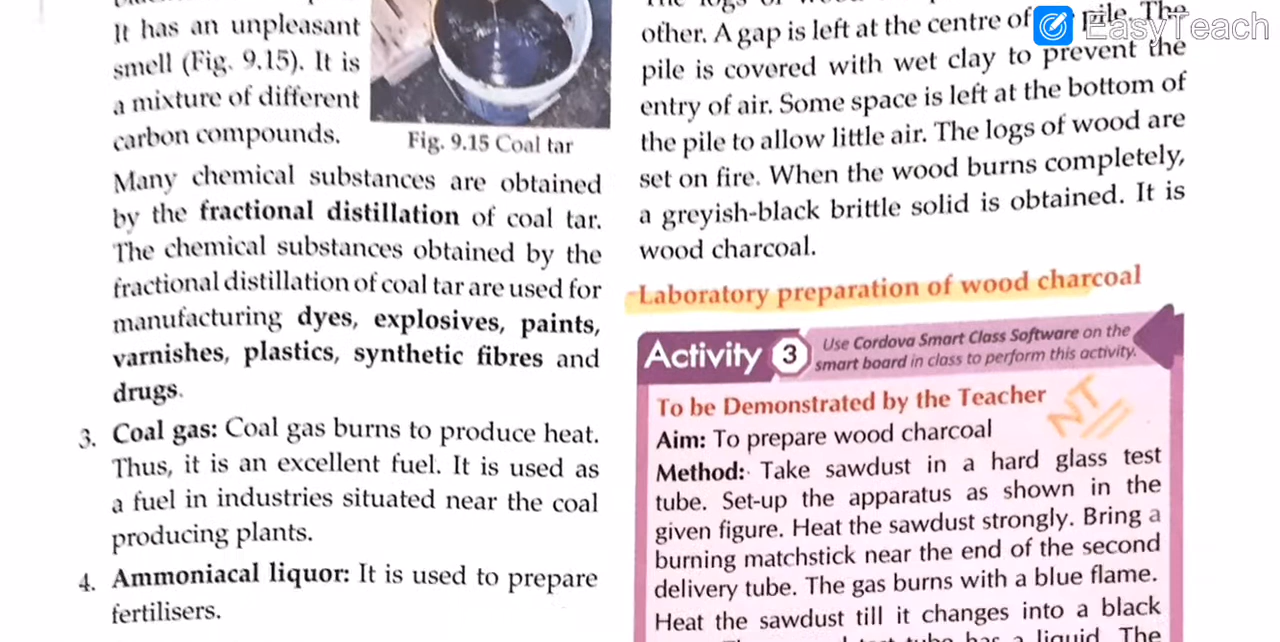 It has an unpleasant
smell (Fig. 9.15). It is
a mixture of different
carbon compounds.
Fig. 9.15 Coal tar
Many chemical substances are obtained
by the fractional distillation of coal tar.
The chemical substances obtained by the
fractional distillation of coal tar are used for
manufacturing dyes, explosives, paints,
varnishes, plastics, synthetic fibres and
drugs.
3. Coal gas: Coal gas burns to produce heat.
Thus, it is an excellent fuel. It is used as
a fuel in industries situated near the coal
producing plants.
4. Ammoniacal liquor: It is used to prepare
fertilisers.
other. A gap is left at the centre of pile. The
EasyTeach
pile is covered with wet clay to prevent the
entry of air. Some space is left at the bottom of
the pile to allow little air. The logs of wood are
set on fire. When the wood burns completely,
a greyish-black brittle solid is obtained. It is
wood charcoal.
Laboratory preparation of wood charcoal
Activity 3
Use Cordova Smart Class Software on the
smart board in class to perform this activity.
To be Demonstrated by the Teacher
NT
Aim: To prepare wood charcoal
Method: Take sawdust in a hard glass test
tube. Set-up the apparatus as shown in the
given figure. Heat the sawdust strongly. Bring a
burning matchstick near the end of the second
delivery tube. The gas burns with a blue flame.
Heat the sawdust till it changes into a black
has a liquid. The